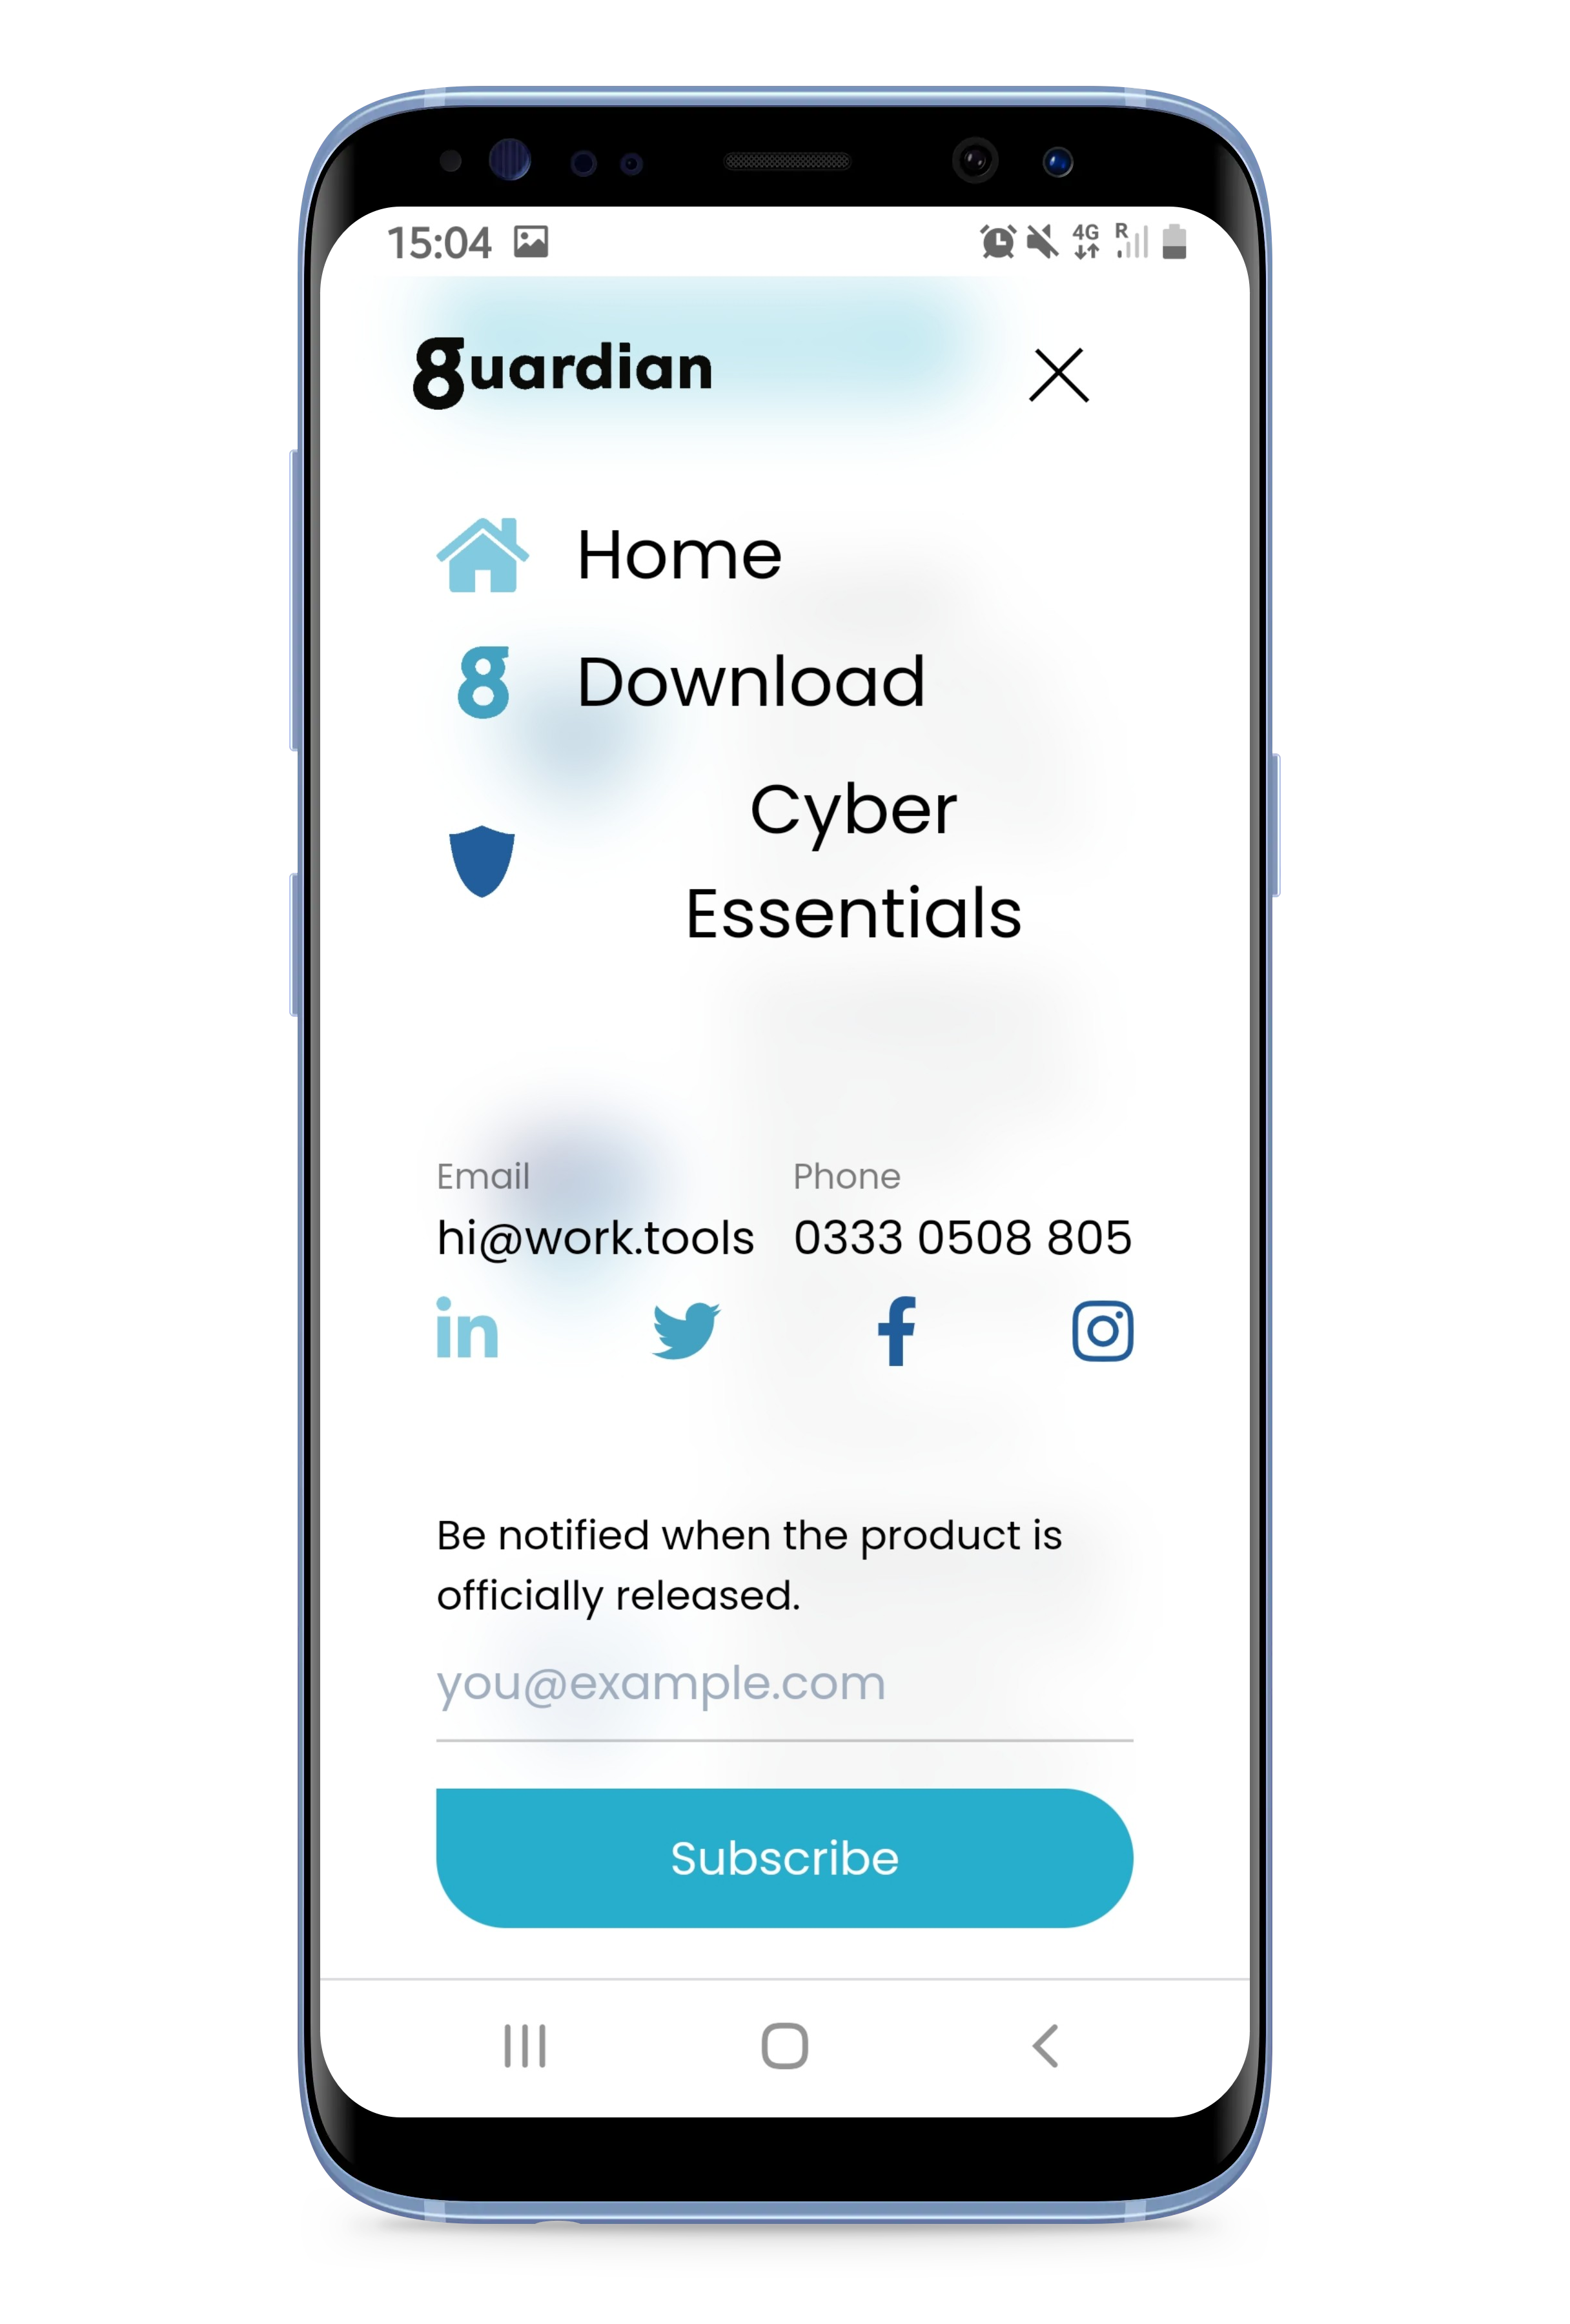 15:04
4G R
guardian
Home
Download
Cyber
Essentials
Email Phone
hi@work.tools 0333 0508 805
in
Be notified when the product is
officially released.
you@example.com
Subscribe